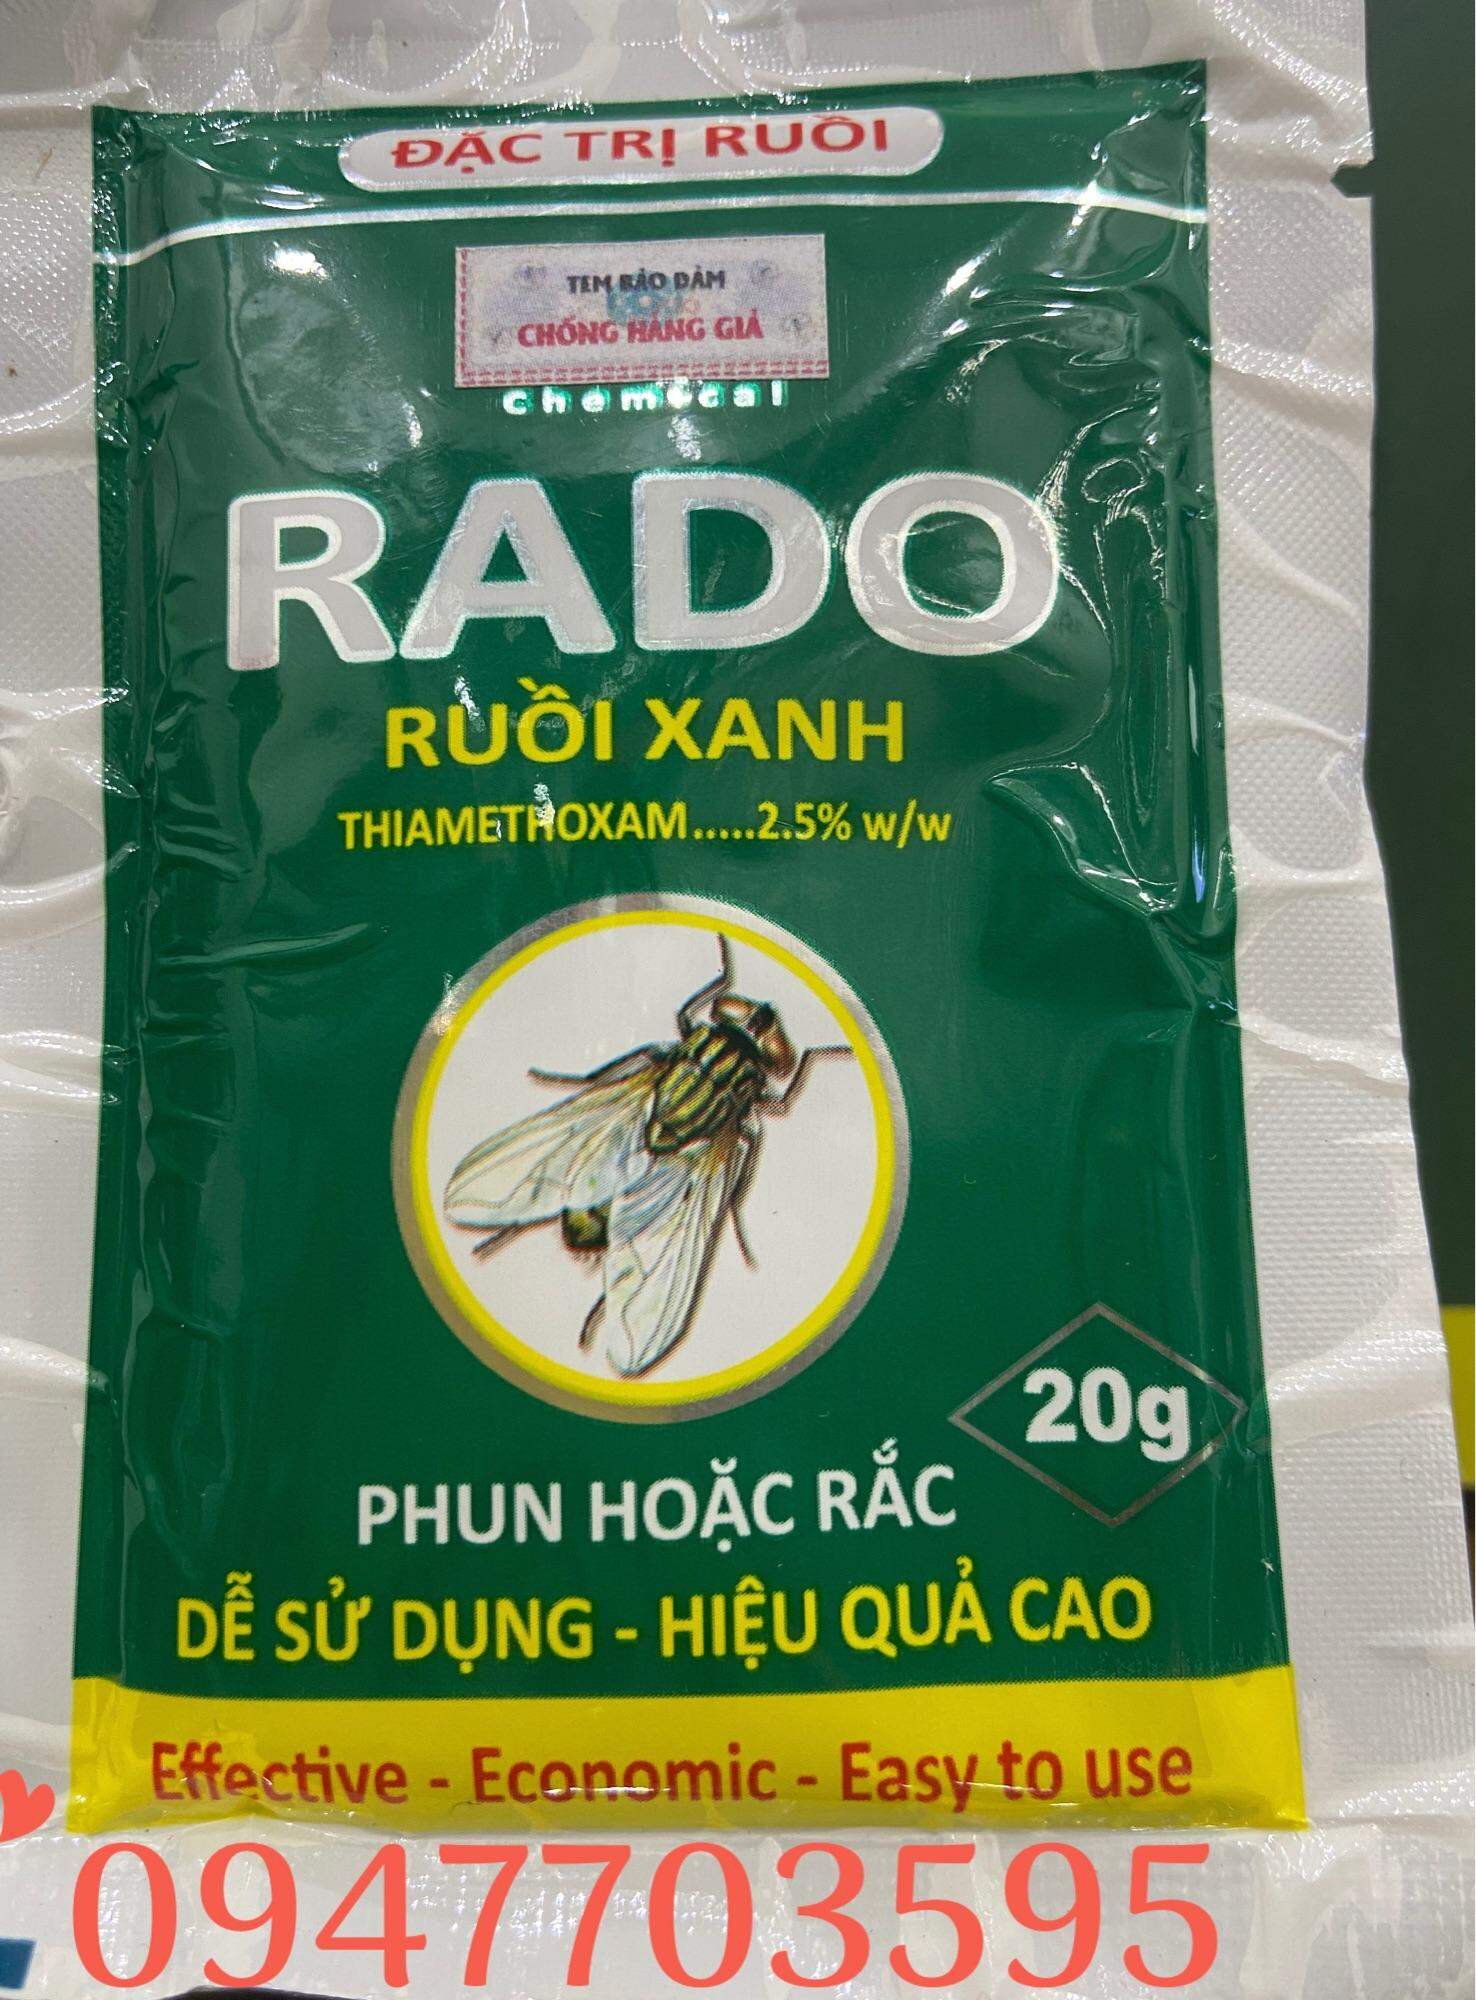 ĐẶC TRỊ RUỒI
TEM BẢO ĐẢM
CHỐNG HÀNG GIẢ
Chemical
RADO
RUỒI XANH
THIAMETHOXAM.....2.5% w/w
20g
PHUN HOẶC RẮC
DỄ SỬ DỤNG - HIỆU QUẢ CAO
Effective - Economic - Easy to use
0947703595